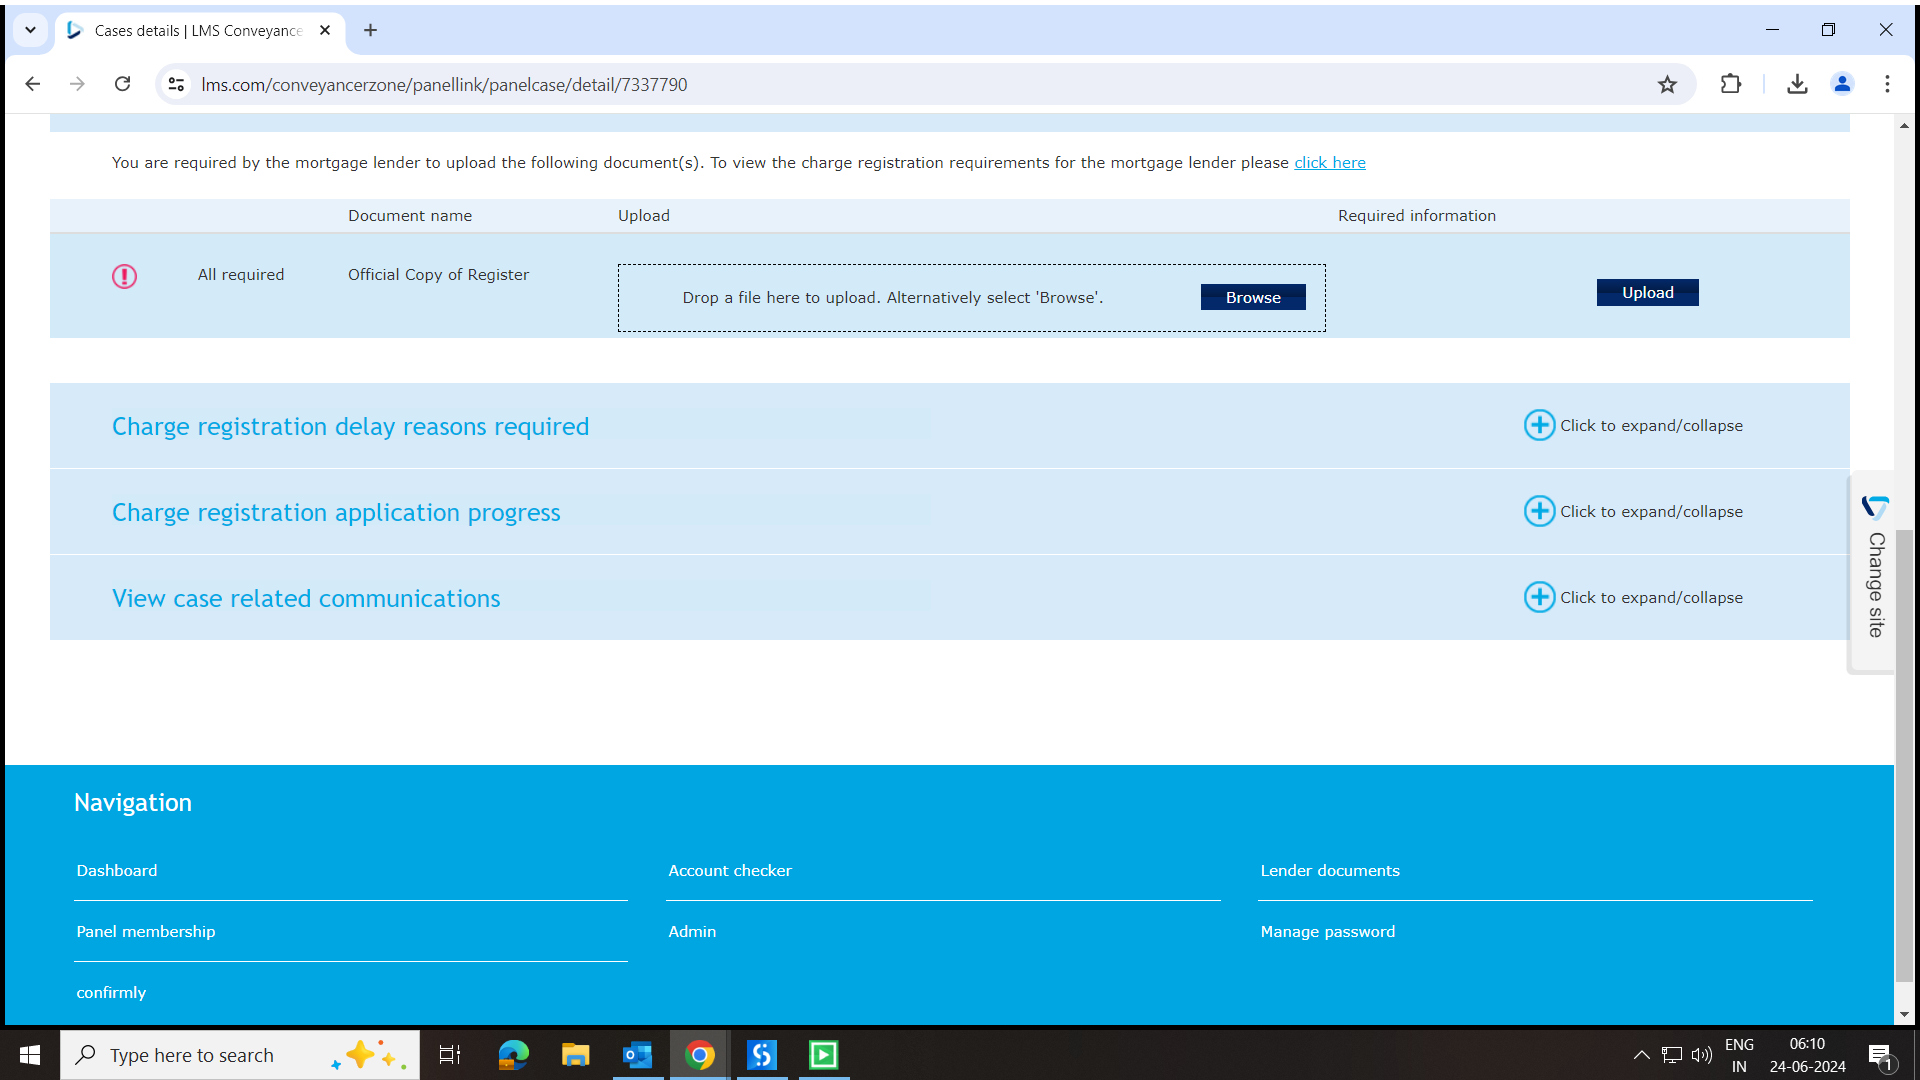 Cases details | LMS Conveyance
lms.com/conveyancerzone/panellink/panelcase/detail/7337790
You are required by the mortgage lender to upload the following document(s). To view the charge registration requirements for the mortgage lender please click here
Document name Upload Required information
All required Official Copy of Register Drop a file here to upload. Alternatively select 'Browse'. Browse Upload
Charge registration delay reasons required Click to expand/collapse
Charge registration application progress Click to expand/collapse
View case related communications Click to expand/collapse
Change site
Navigation
Dashboard Account checker Lender documents
Panel membership Admin Manage password
confirmly
Type here to search
ENG 06:10
IN 24-06-2024 1